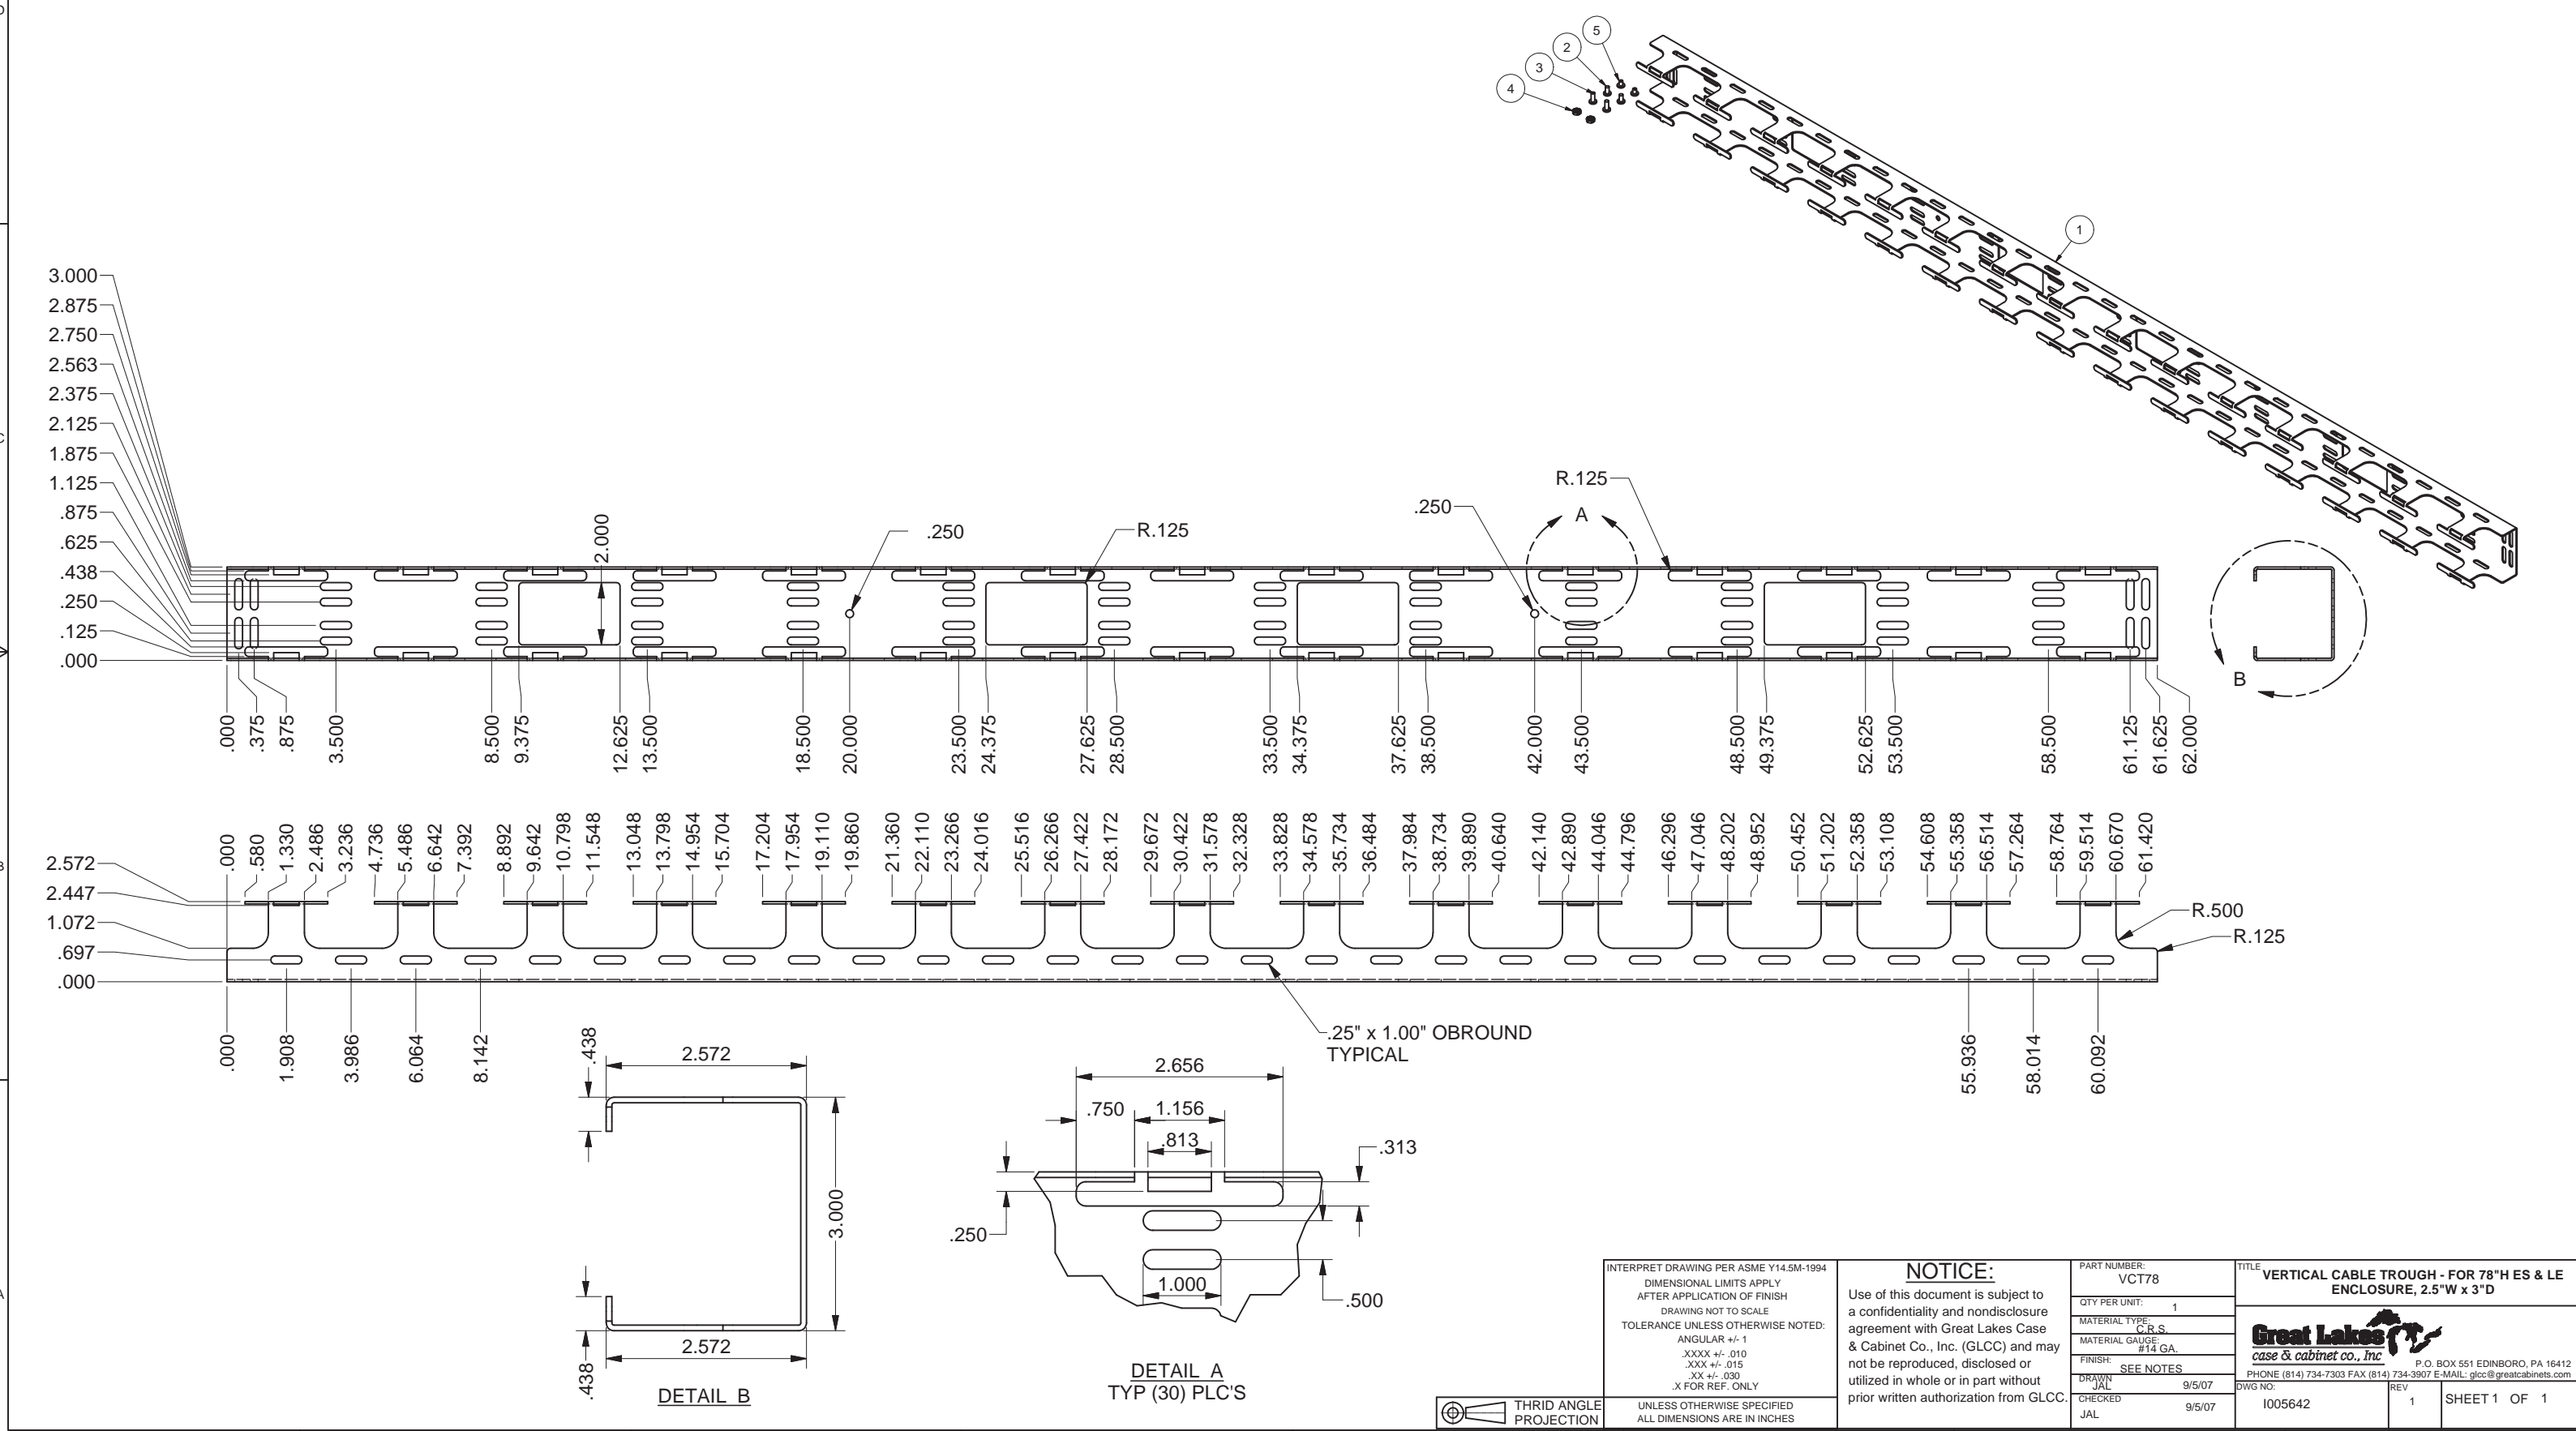 D
C
B
A
5
2
3
4
1
3.000
2.875
2.750
2.563
2.375
2.125
1.875
1.125
.875
.625
.438
.250
.125
.000
2.000
.250
R.125
.250
A
R.125
B
.000
.375
.875
3.500
8.500
9.375
12.625
13.500
18.500
20.000
23.500
24.375
27.625
28.500
33.500
34.375
37.625
38.500
42.000
43.500
48.500
49.375
52.625
53.500
58.500
61.125
61.625
62.000
2.572
2.447
1.072
.697
.000
.000
.580
1.330
2.486
3.236
4.736
5.486
6.642
7.392
8.892
9.642
10.798
11.548
13.048
13.798
14.954
15.704
17.204
17.954
19.110
19.860
21.360
22.110
23.266
24.016
25.516
26.266
27.422
28.172
29.672
30.422
31.578
32.328
33.828
34.578
35.734
36.484
37.984
38.734
39.890
40.640
42.140
42.890
44.046
44.796
46.296
47.046
48.202
48.952
50.452
51.202
52.358
53.108
54.608
55.358
56.514
57.264
58.764
59.514
60.670
61.420
R.500
R.125
.000
1.908
3.986
6.064
8.142
.25" x 1.00" OBROUND
TYPICAL
55.936
58.014
60.092
.438
2.572
3.000
.438
2.572
DETAIL B
2.656
.750
1.156
.813
.313
.250
1.000
.500
DETAIL A
TYP (30) PLC'S
THRID ANGLE
PROJECTION
INTERPRET DRAWING PER ASME Y14.5M-1994
DIMENSIONAL LIMITS APPLY
AFTER APPLICATION OF FINISH
DRAWING NOT TO SCALE
TOLERANCE UNLESS OTHERWISE NOTED:
ANGULAR +/- 1
.XXXX +/- .010
.XXX +/- .015
.XX +/- .030
.X FOR REF. ONLY
UNLESS OTHERWISE SPECIFIED
ALL DIMENSIONS ARE IN INCHES
NOTICE:
Use of this document is subject to
a confidentiality and nondisclosure
agreement with Great Lakes Case
& Cabinet Co., Inc. (GLCC) and may
not be reproduced, disclosed or
utilized in whole or in part without
prior written authorization from GLCC.
PART NUMBER:
VCT78
QTY PER UNIT:
1
MATERIAL TYPE:
C.R.S.
MATERIAL GAUGE:
#14 GA.
FINISH:
SEE NOTES
DRAWN
JAL 9/5/07
CHECKED
JAL 9/5/07
TITLE
VERTICAL CABLE TROUGH - FOR 78"H ES & LE
ENCLOSURE, 2.5"W x 3"D
Great Lakes
case & cabinet co., Inc
P.O. BOX 551 EDINBORO, PA 16412
PHONE (814) 734-7303 FAX (814) 734-3907 E-MAIL: glcc@greatcabinets.com
DWG NO:
I005642
REV
1
SHEET 1 OF 1